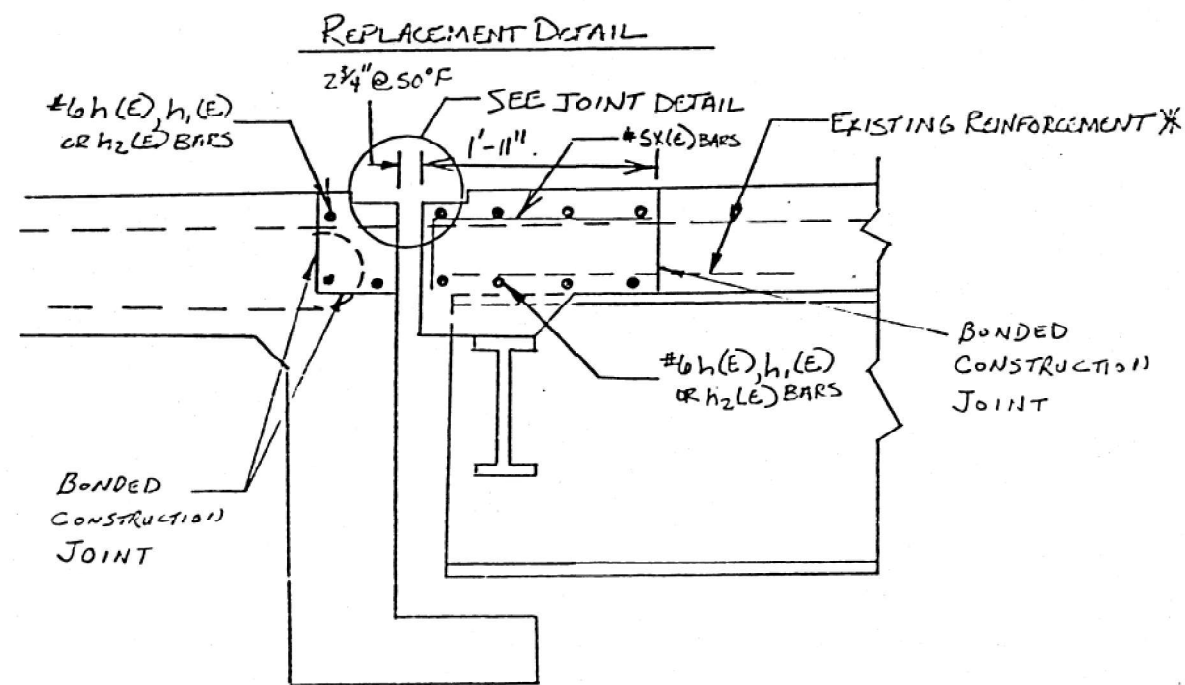 REPLACEMENT DETAIL
2¾"@50°F
#6 h(E), h₁(E)
OR h₂(E) BARS
SEE JOINT DETAIL
1'-11"
#5X(E) BARS
EXISTING REINFORCEMENT ※
#6 h(E), h₁(E)
OR h₂(E) BARS
BONDED
CONSTRUCTION
JOINT
BONDED
CONSTRUCTION
JOINT